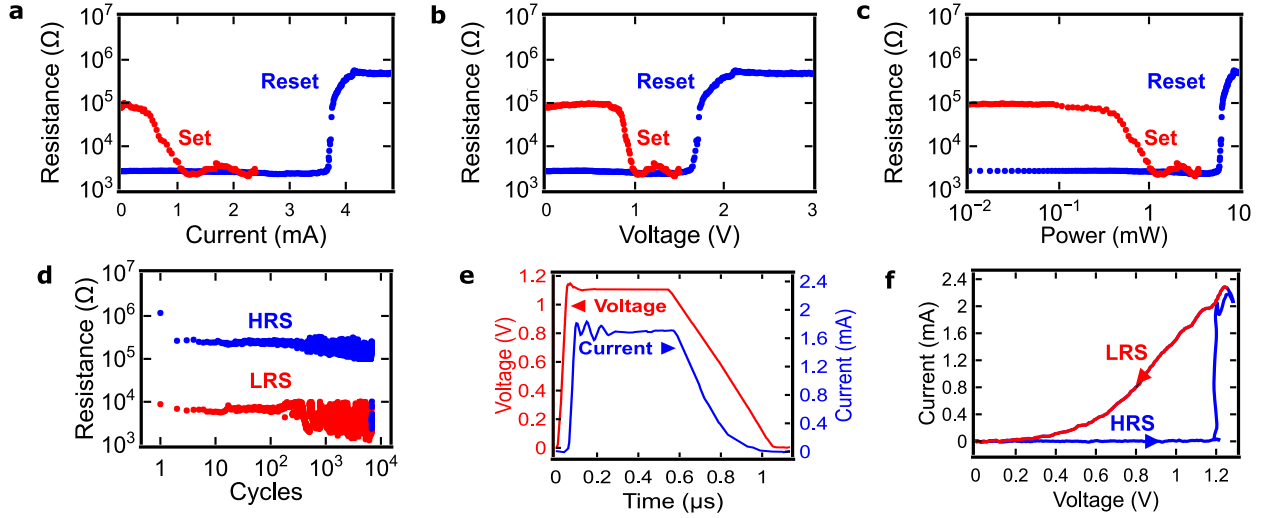 a
Resistance (Ω)
10⁷
10⁶
10⁵
10⁴
10³
Reset
Set
0 1 2 3 4
Current (mA)
b
Resistance (Ω)
10⁷
10⁶
10⁵
10⁴
10³
Reset
Set
0 1 2 3
Voltage (V)
c
Resistance (Ω)
10⁷
10⁶
10⁵
10⁴
10³
Reset
Set
10⁻² 10⁻¹ 1 10
Power (mW)
d
Resistance (Ω)
10⁷
10⁶
10⁵
10⁴
10³
HRS
LRS
1 10 10² 10³ 10⁴
Cycles
e
Voltage (V)
1.2
1
0.8
0.6
0.4
0.2
0
Voltage
Current
2.4
2
1.6
1.2
0.8
0.4
0
Current (mA)
0 0.2 0.4 0.6 0.8 1
Time (µs)
f
Current (mA)
2.4
2
1.6
1.2
0.8
0.4
0
LRS
HRS
0 0.2 0.4 0.6 0.8 1 1.2
Voltage (V)